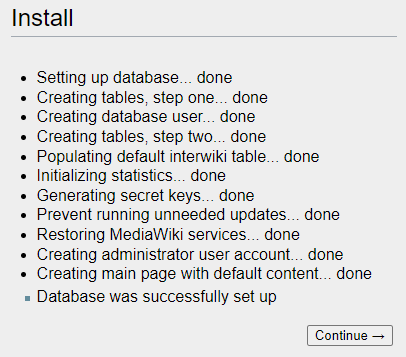 Install
Setting up database... done
Creating tables, step one... done
Creating database user... done
Creating tables, step two... done
Populating default interwiki table... done
Initializing statistics... done
Generating secret keys... done
Prevent running unneeded updates... done
Restoring MediaWiki services... done
Creating administrator user account... done
Creating main page with default content... done
Database was successfully set up
Continue →